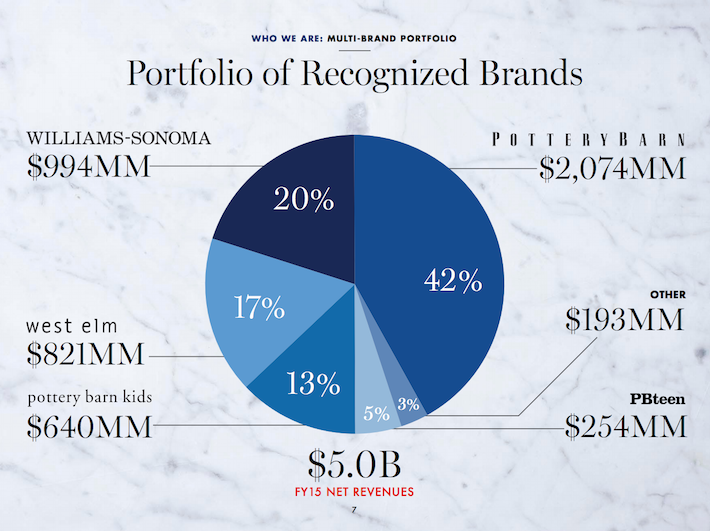 WHO WE ARE: MULTI-BRAND PORTFOLIO
Portfolio of Recognized Brands
WILLIAMS-SONOMA
$994MM
POTTERY BARN
$2,074MM
20%
42%
17%
OTHER
$193MM
west elm
$821MM
13%
pottery barn kids
$640MM
5%
3%
PBteen
$254MM
$5.0B
FY15 NET REVENUES
7